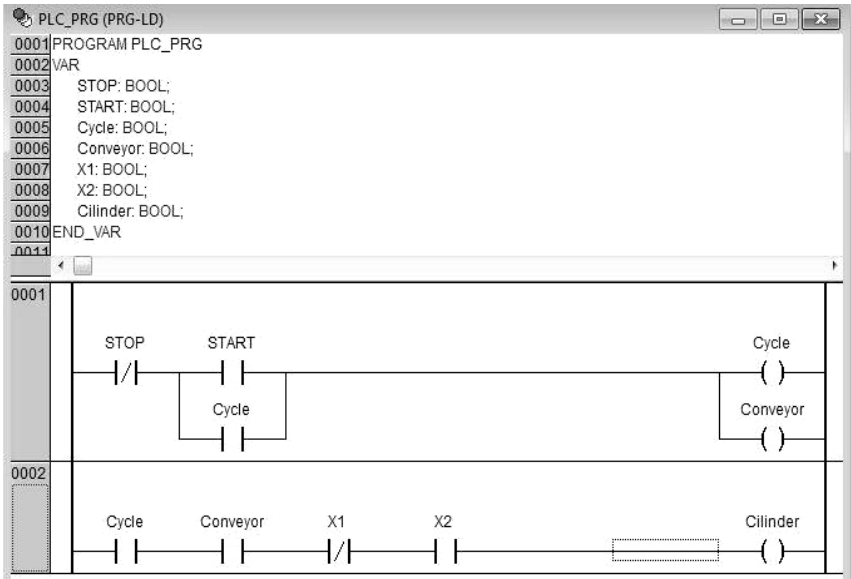 PLC_PRG (PRG-LD)
0001 PROGRAM PLC_PRG
0002 VAR
0003 STOP: BOOL;
0004 START: BOOL;
0005 Cycle: BOOL;
0006 Conveyor: BOOL;
0007 X1: BOOL;
0008 X2: BOOL;
0009 Cilinder: BOOL;
0010 END_VAR
0011
0001
STOP START Cycle
Cycle Conveyor
0002
Cycle Conveyor X1 X2 Cilinder